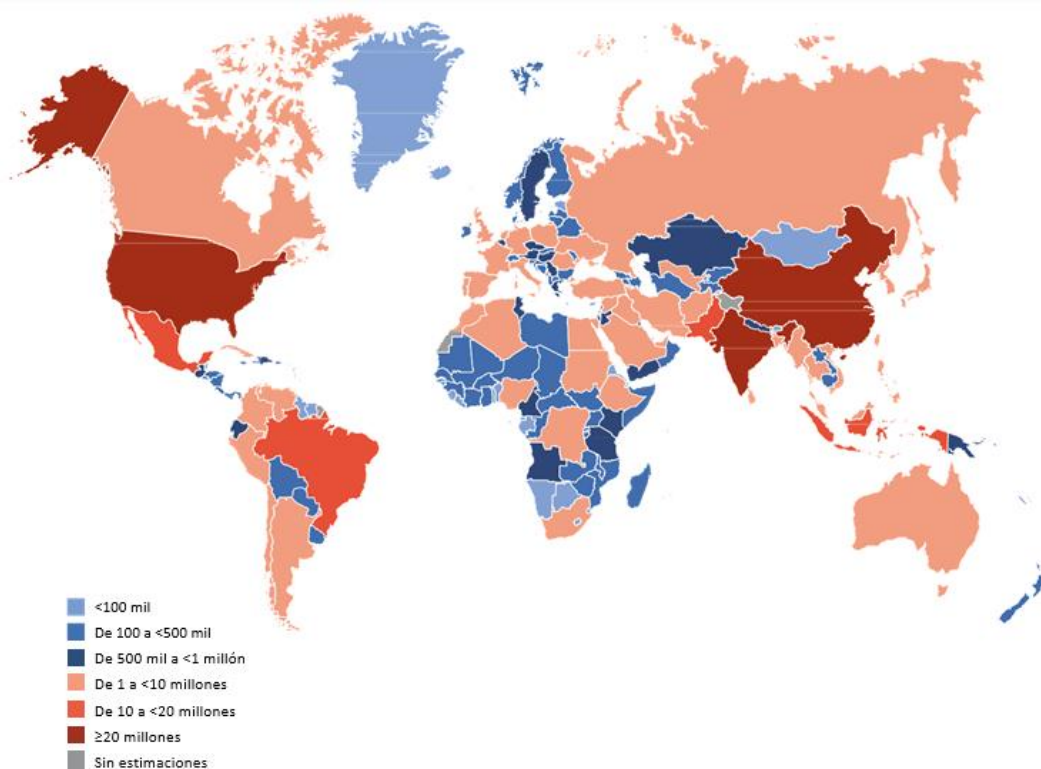 <100 mil
De 100 a <500 mil
De 500 mil a <1 millón
De 1 a <10 millones
De 10 a <20 millones
≥20 millones
Sin estimaciones